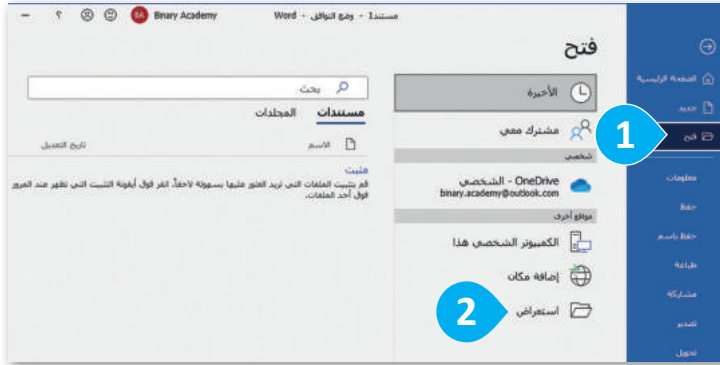 مستند1 - وضع التوافق - Word
Binary Academy
BA
؟
فتح
الصفحة الرئيسية
جديد
فتح
معلومات
حفظ
حفظ باسم
طباعة
مشاركة
تصدير
تحويل
1
الأخيرة
مشترك معي
شخصي
OneDrive - الشخصي
binary.academy@outlook.com
مواقع أخرى
الكمبيوتر الشخصي هذا
إضافة مكان
استعراض
2
بحث
مستندات المجلدات
الاسم تاريخ التعديل
مثبت
قم بتثبيت الملفات التي تريد العثور عليها بسهولة لاحقاً. انقر فوق أيقونة التثبيت التي تظهر عند المرور
فوق أحد الملفات.